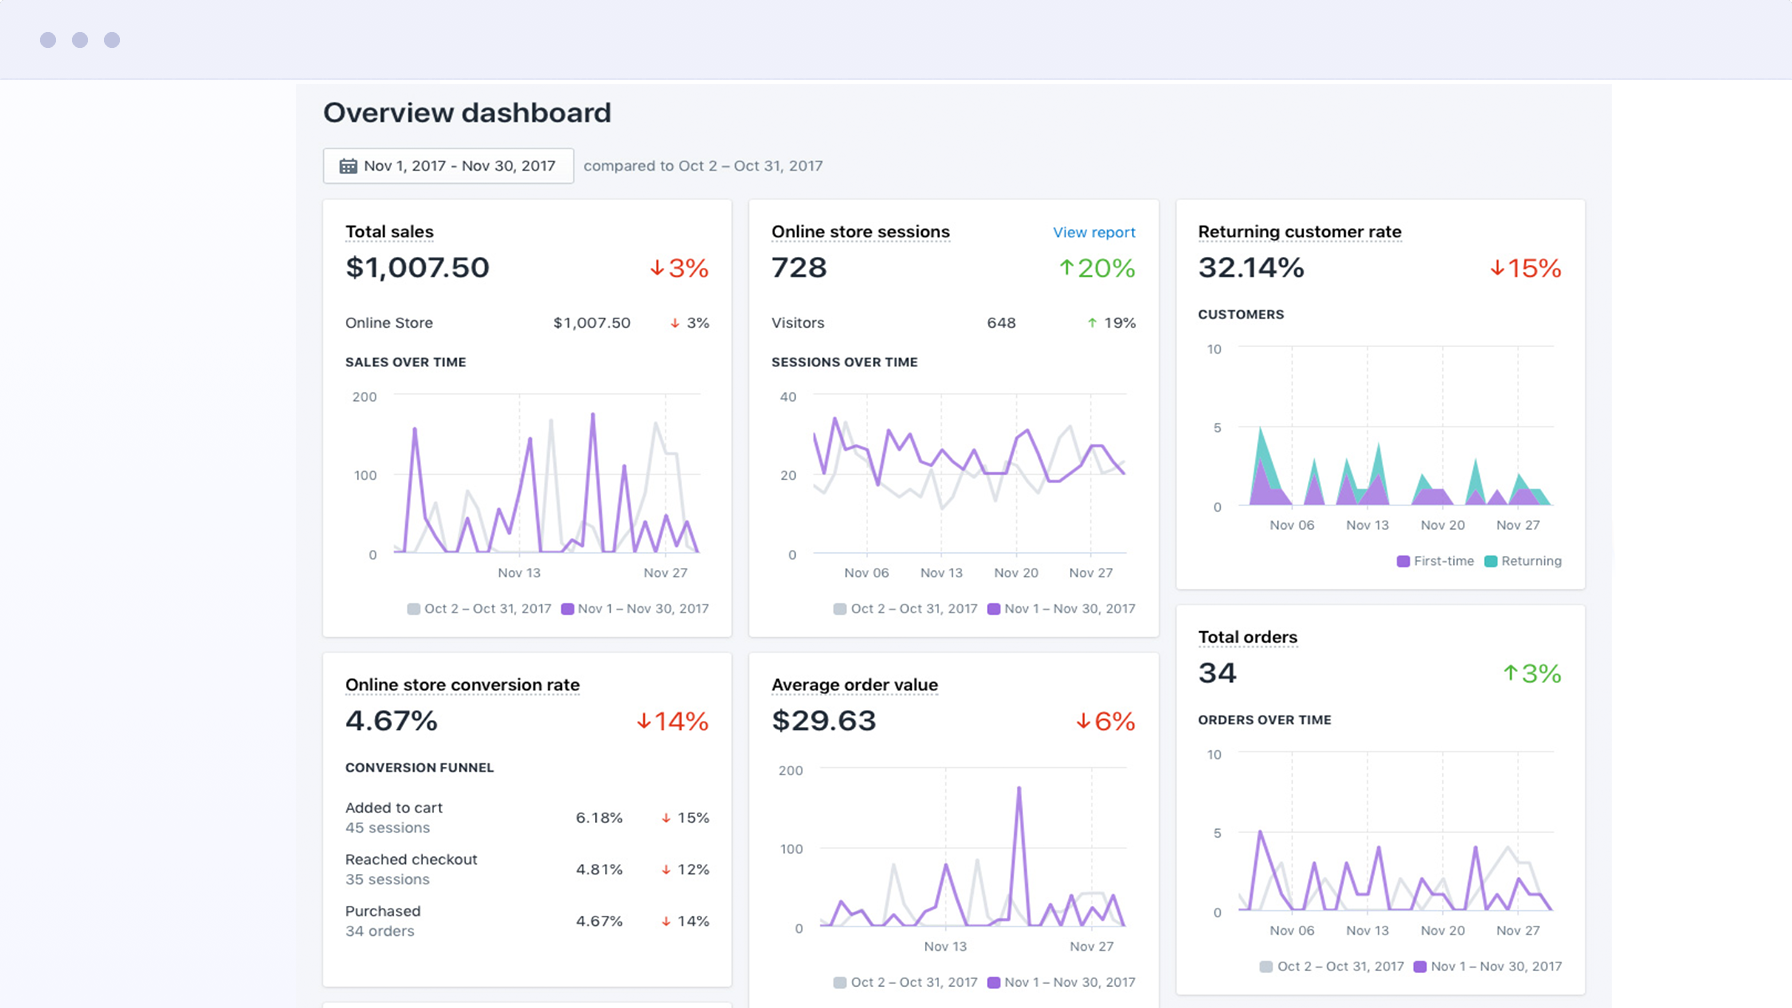 Overview dashboard
Nov 1, 2017 - Nov 30, 2017 compared to Oct 2 – Oct 31, 2017
Total sales
$1,007.50 ↓3%
Online Store $1,007.50 ↓ 3%
SALES OVER TIME
200
100
0
Nov 13 Nov 27
Oct 2 – Oct 31, 2017 Nov 1 – Nov 30, 2017
Online store sessions View report
728 ↑20%
Visitors 648 ↑ 19%
SESSIONS OVER TIME
40
20
0
Nov 06 Nov 13 Nov 20 Nov 27
Oct 2 – Oct 31, 2017 Nov 1 – Nov 30, 2017
Returning customer rate
32.14% ↓15%
CUSTOMERS
10
5
0
Nov 06 Nov 13 Nov 20 Nov 27
First-time Returning
Online store conversion rate
4.67% ↓14%
CONVERSION FUNNEL
Added to cart 6.18% ↓ 15%
45 sessions
Reached checkout 4.81% ↓ 12%
35 sessions
Purchased 4.67% ↓ 14%
34 orders
Average order value
$29.63 ↓6%
200
100
0
Nov 13 Nov 27
Oct 2 – Oct 31, 2017 Nov 1 – Nov 30, 2017
Total orders
34 ↑3%
ORDERS OVER TIME
10
5
0
Nov 06 Nov 13 Nov 20 Nov 27
Oct 2 – Oct 31, 2017 Nov 1 – Nov 30, 2017